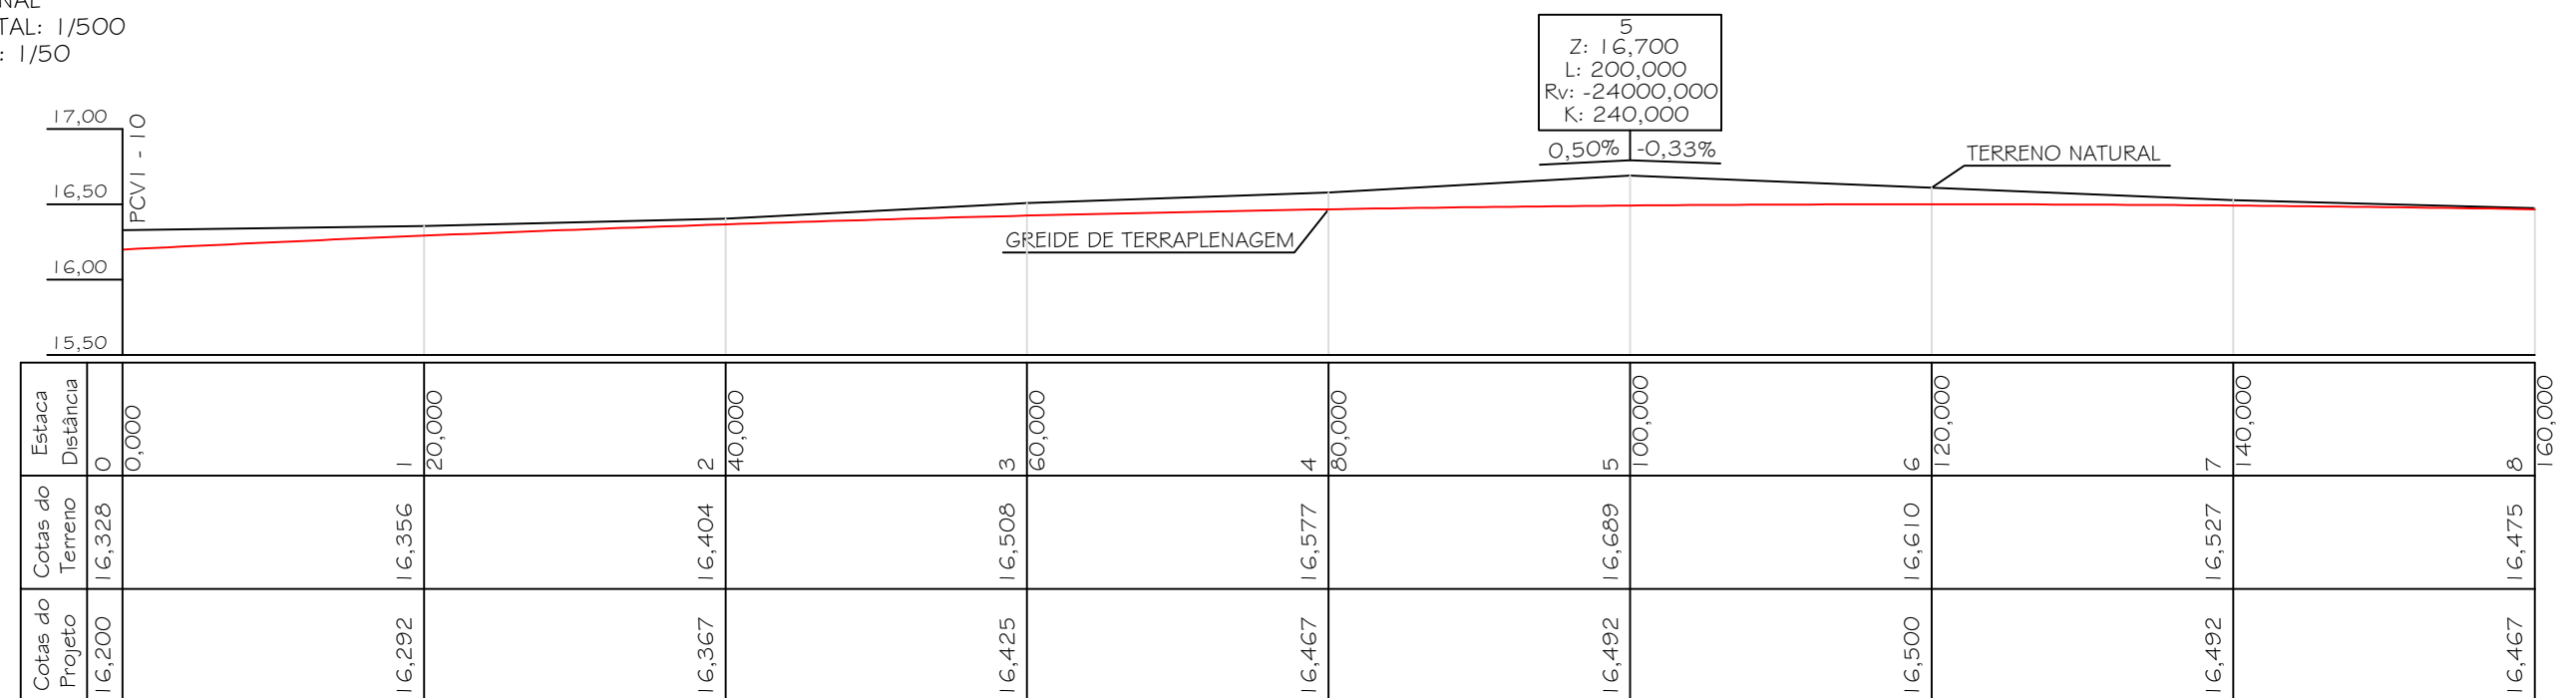 NAL
TAL: 1/500
: 1/50
5
Z: 16,700
L: 200,000
Rv: -24000,000
K: 240,000
0,50% -0,33%
TERRENO NATURAL
17,00
PCV1 - 10
16,50
GREIDE DE TERRAPLENAGEM
16,00
15,50
Estaca 0 1 2 3 4 5 6 7 8
Distância 0,000 20,000 40,000 60,000 80,000 100,000 120,000 140,000 160,000
Cotas do
Terreno 16,328 16,356 16,404 16,508 16,577 16,689 16,610 16,527 16,475
Cotas do
Projeto 16,200 16,292 16,367 16,425 16,467 16,492 16,500 16,492 16,467